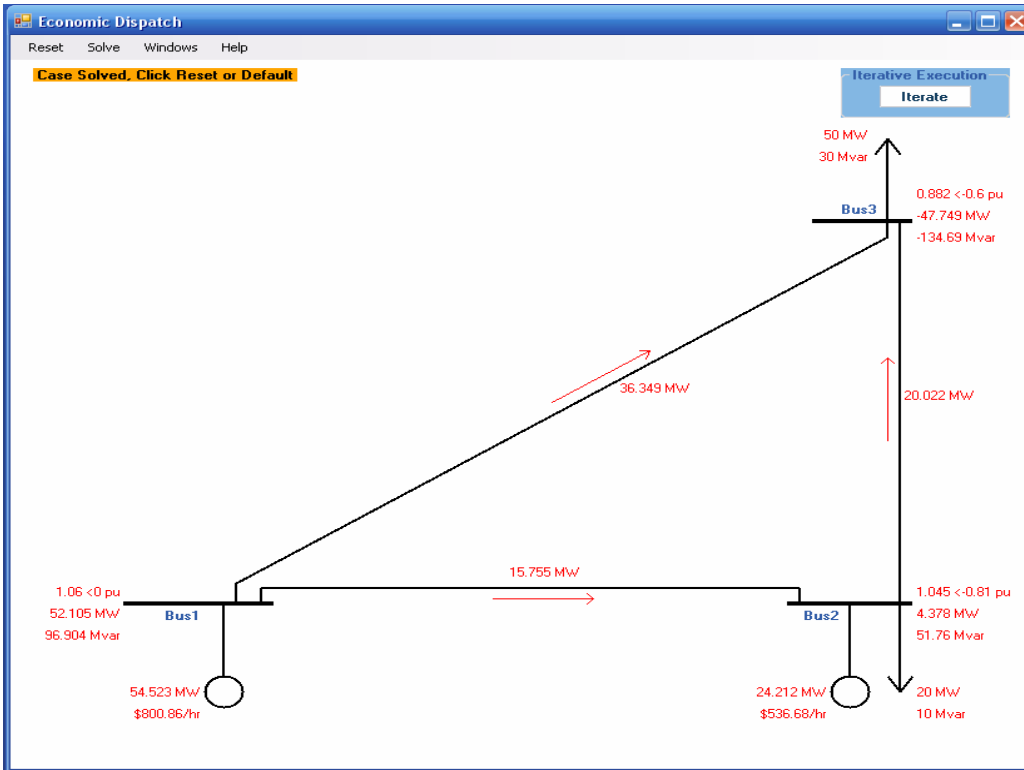 Economic Dispatch
Reset Solve Windows Help
Case Solved, Click Reset or Default
Iterative Execution
Iterate
50 MW
30 Mvar
Bus3
0.882 <-0.6 pu
-47.749 MW
-134.69 Mvar
36.349 MW
20.022 MW
15.755 MW
1.06 <0 pu
52.105 MW
96.904 Mvar
Bus1
Bus2
1.045 <-0.81 pu
4.378 MW
51.76 Mvar
54.523 MW
$800.86/hr
24.212 MW
$536.68/hr
20 MW
10 Mvar